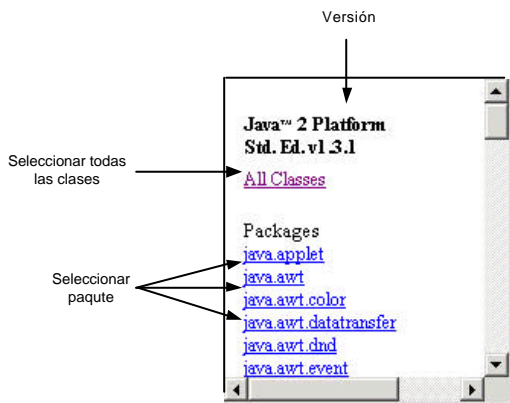 Versión
Java™ 2 Platform
Std. Ed. v1.3.1
Seleccionar todas
las clases
All Classes
Packages
java.applet
Seleccionar
paqute
java.awt
java.awt.color
java.awt.datatransfer
java.awt.dnd
java.awt.event